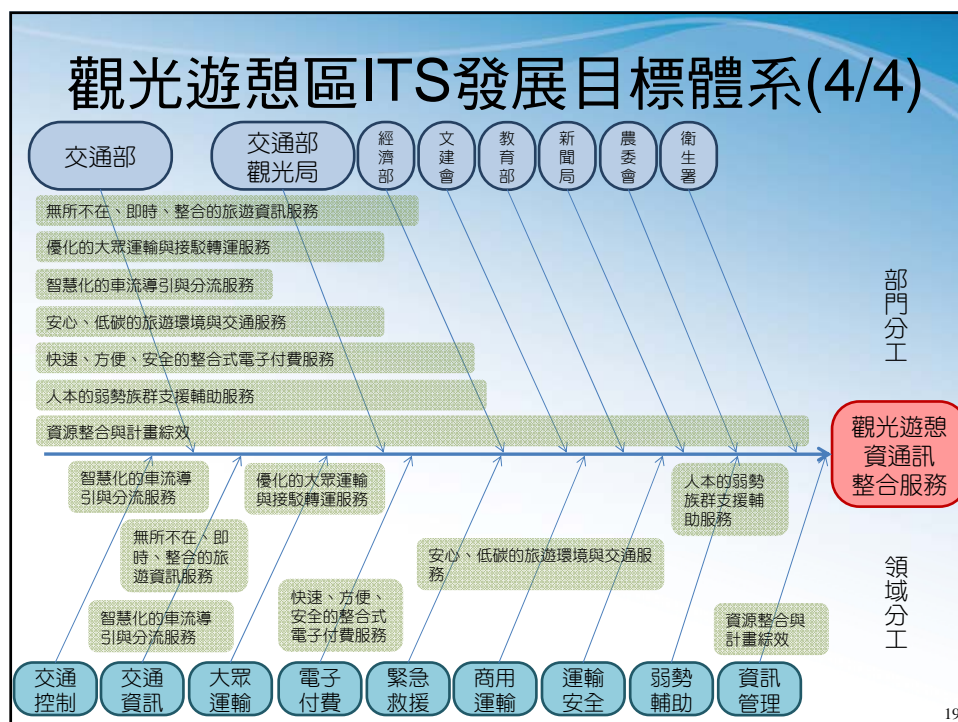 觀光遊憩區ITS發展目標體系(4/4)
交通部
交通部
觀光局
經
濟
部
文
建
會
教
育
部
新
聞
局
農
委
會
衛
生
署
無所不在、即時、整合的旅遊資訊服務
優化的大眾運輸與接駁轉運服務
智慧化的車流導引與分流服務
安心、低碳的旅遊環境與交通服務
快速、方便、安全的整合式電子付費服務
人本的弱勢族群支援輔助服務
資源整合與計畫綜效
部
門
分
工
觀光遊憩
資通訊
整合服務
智慧化的車流導
引與分流服務
優化的大眾運輸
與接駁轉運服務
人本的弱勢
族群支援輔
助服務
無所不在、即
時、整合的旅
遊資訊服務
安心、低碳的旅遊環境與交通服
務
快速、方便、
安全的整合式
電子付費服務
智慧化的車流導
引與分流服務
資源整合與
計畫綜效
領
域
分
工
交通
控制
交通
資訊
大眾
運輸
電子
付費
緊急
救援
商用
運輸
運輸
安全
弱勢
輔助
資訊
管理
19